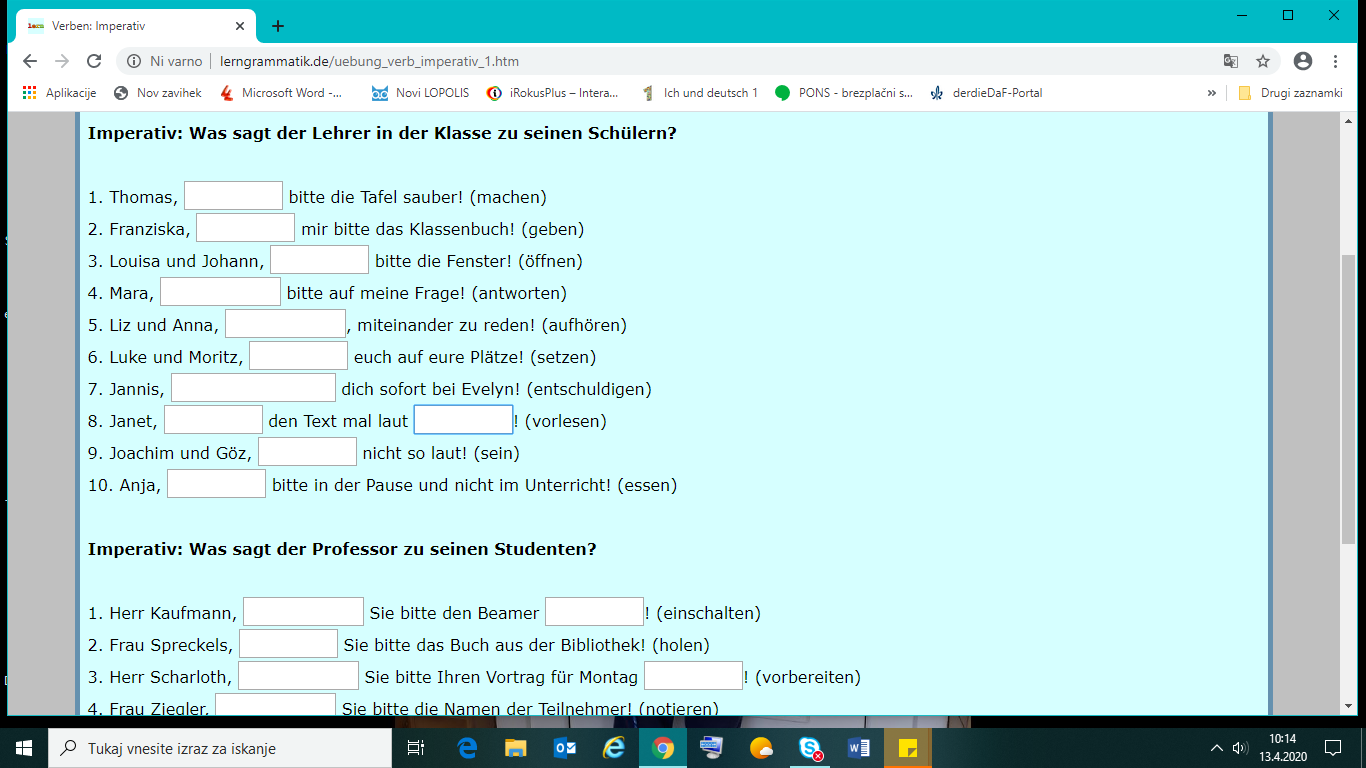 Verben: Imperativ
Ni varno | lerngrammatik.de/uebung_verb_imperativ_1.htm
Aplikacije Nov zavihek Microsoft Word -... Novi LOPOLIS iRokusPlus – Intera... Ich und deutsch 1 PONS - brezplačni s... derdieDaF-Portal » Drugi zaznamki
Imperativ: Was sagt der Lehrer in der Klasse zu seinen Schülern?
1. Thomas, bitte die Tafel sauber! (machen)
2. Franziska, mir bitte das Klassenbuch! (geben)
3. Louisa und Johann, bitte die Fenster! (öffnen)
4. Mara, bitte auf meine Frage! (antworten)
5. Liz und Anna, , miteinander zu reden! (aufhören)
6. Luke und Moritz, euch auf eure Plätze! (setzen)
7. Jannis, dich sofort bei Evelyn! (entschuldigen)
8. Janet, den Text mal laut ! (vorlesen)
9. Joachim und Göz, nicht so laut! (sein)
10. Anja, bitte in der Pause und nicht im Unterricht! (essen)
Imperativ: Was sagt der Professor zu seinen Studenten?
1. Herr Kaufmann, Sie bitte den Beamer ! (einschalten)
2. Frau Spreckels, Sie bitte das Buch aus der Bibliothek! (holen)
3. Herr Scharloth, Sie bitte Ihren Vortrag für Montag ! (vorbereiten)
4. Frau Ziegler, Sie bitte die Namen der Teilnehmer! (notieren)
Tukaj vnesite izraz za iskanje
10:14
13.4.2020